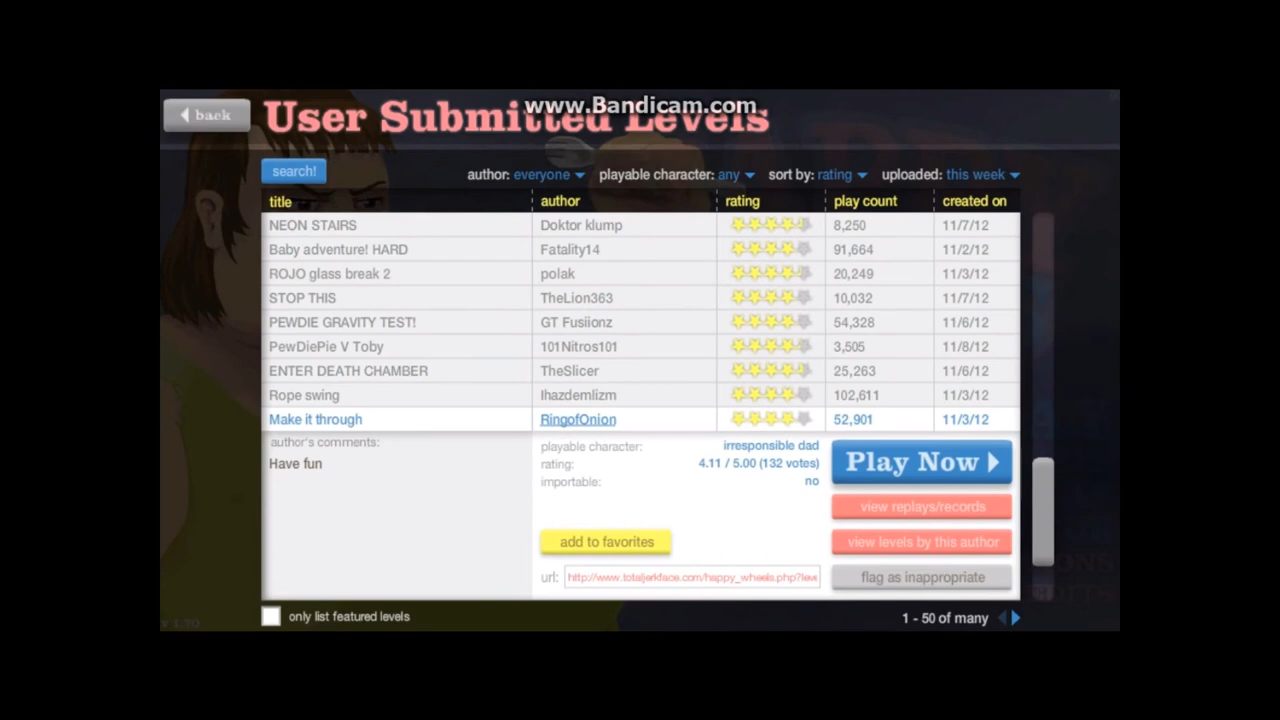 www.Bandicam.com
back
User Submitted Levels
search!
author: everyone playable character: any sort by: rating uploaded: this week
title author rating play count created on
NEON STAIRS Doktor klump 8,250 11/7/12
Baby adventure! HARD Fatality14 91,664 11/2/12
ROJO glass break 2 polak 20,249 11/3/12
STOP THIS TheLion363 10,032 11/7/12
PEWDIE GRAVITY TEST! GT Fusiionz 54,328 11/6/12
PewDiePie V Toby 101Nitros101 3,505 11/8/12
ENTER DEATH CHAMBER TheSlicer 25,263 11/6/12
Rope swing Ihazdemlizm 102,611 11/3/12
Make it through RingofOnion 52,901 11/3/12
author's comments:
Have fun
playable character: irresponsible dad
rating: 4.11 / 5.00 (132 votes)
importable: no
Play Now
view replays/records
add to favorites
view levels by this author
url: http://www.totaljerkface.com/happy_wheels.php?leve
flag as inappropriate
only list featured levels
1 - 50 of many